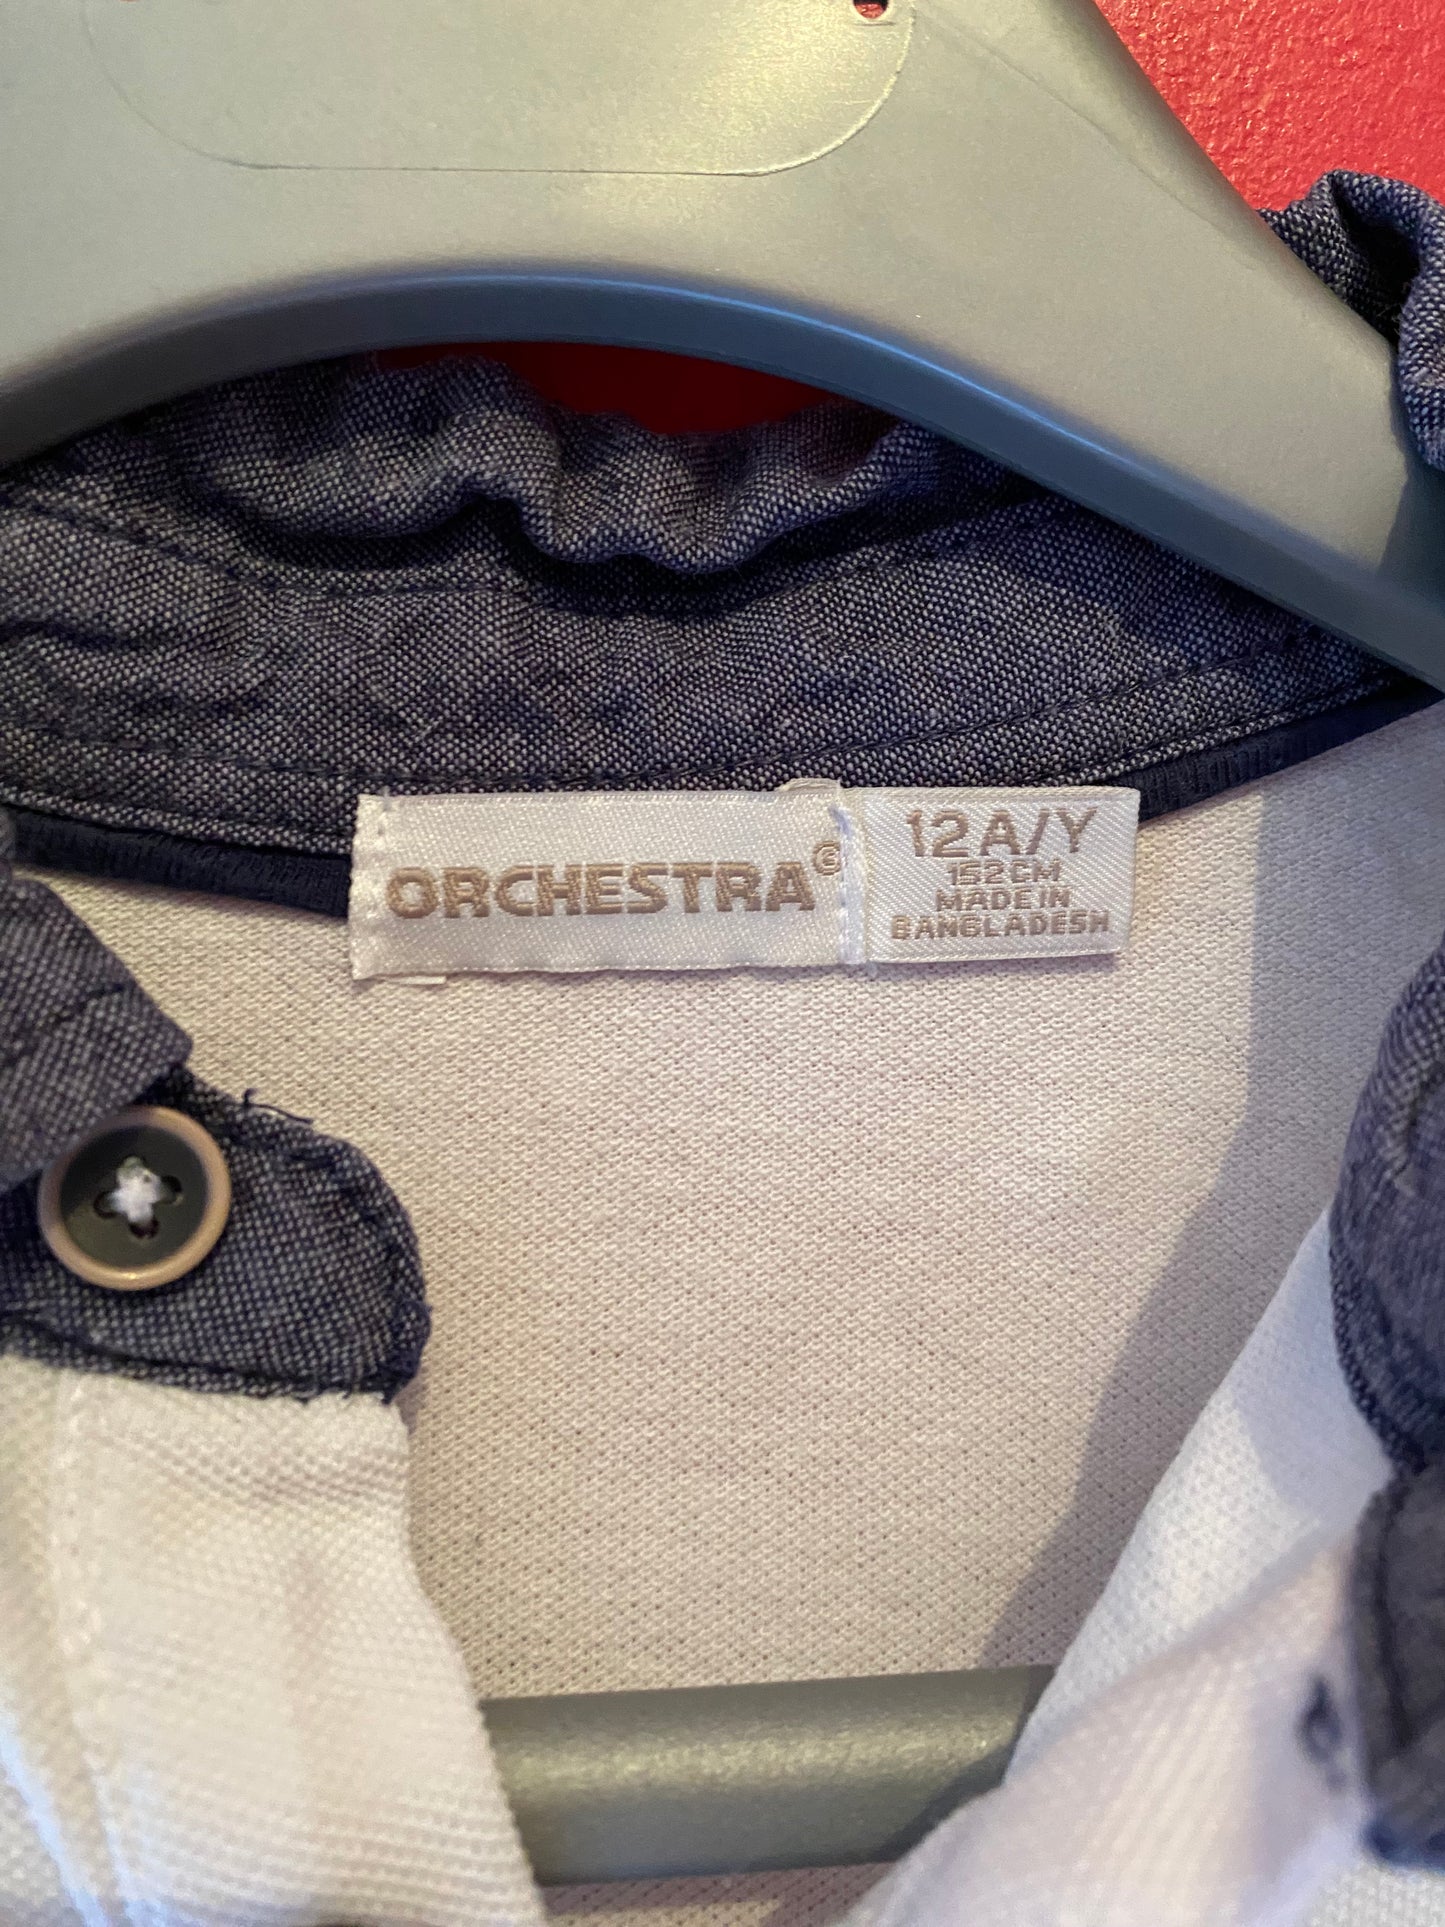 ORCHESTRA®
12A/Y
152CM
MADE IN
BANGLADESH